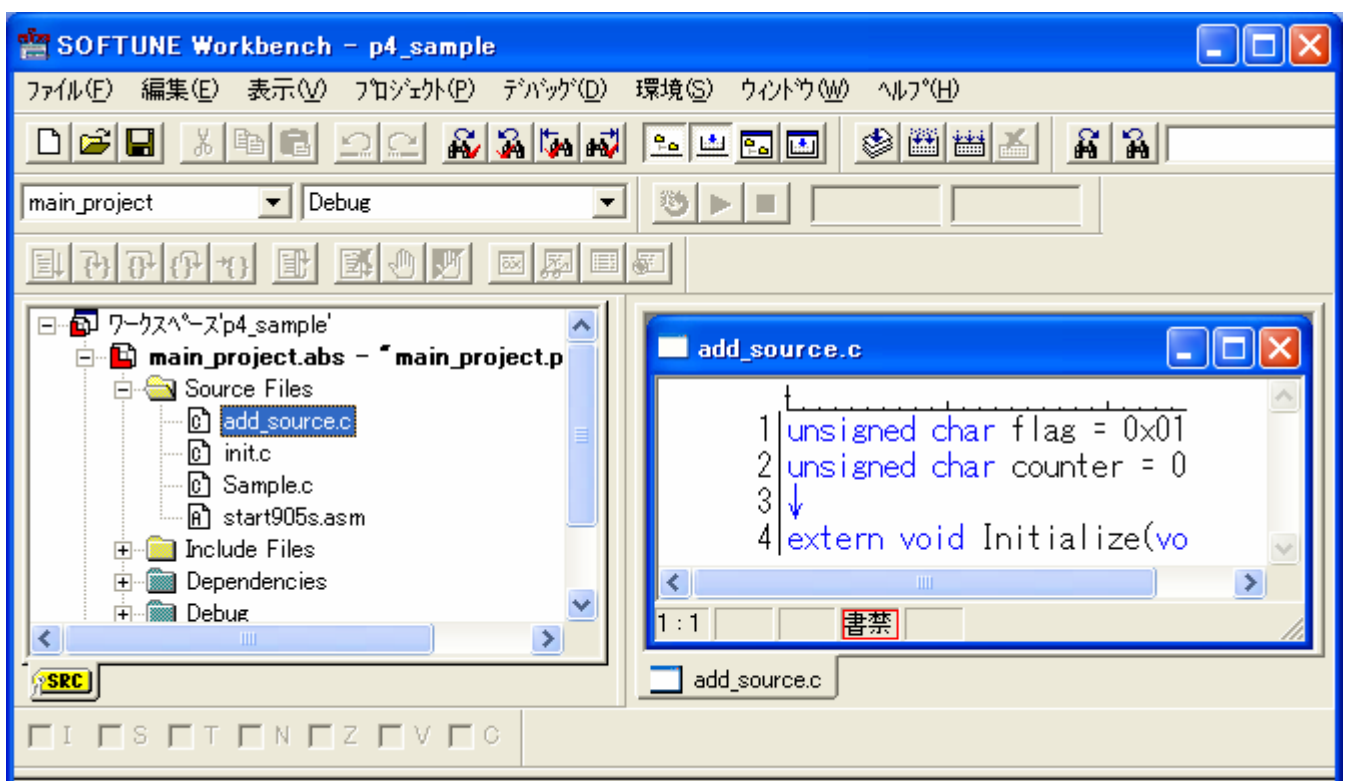 SOFTUNE Workbench - p4_sample
ファイル(F) 編集(E) 表示(V) プロジェクト(P) デバッグ(D) 環境(S) ウィンドウ(W) ヘルプ(H)
main_project Debug
ワークスペース'p4_sample'
main_project.abs - "main_project.p
Source Files
add_source.c
init.c
Sample.c
start905s.asm
Include Files
Dependencies
Debug
SRC
add_source.c
1 unsigned char flag = 0x01
2 unsigned char counter = 0
3 ↓
4 extern void Initialize(vo
1:1 書禁
add_source.c
I S T N Z V C